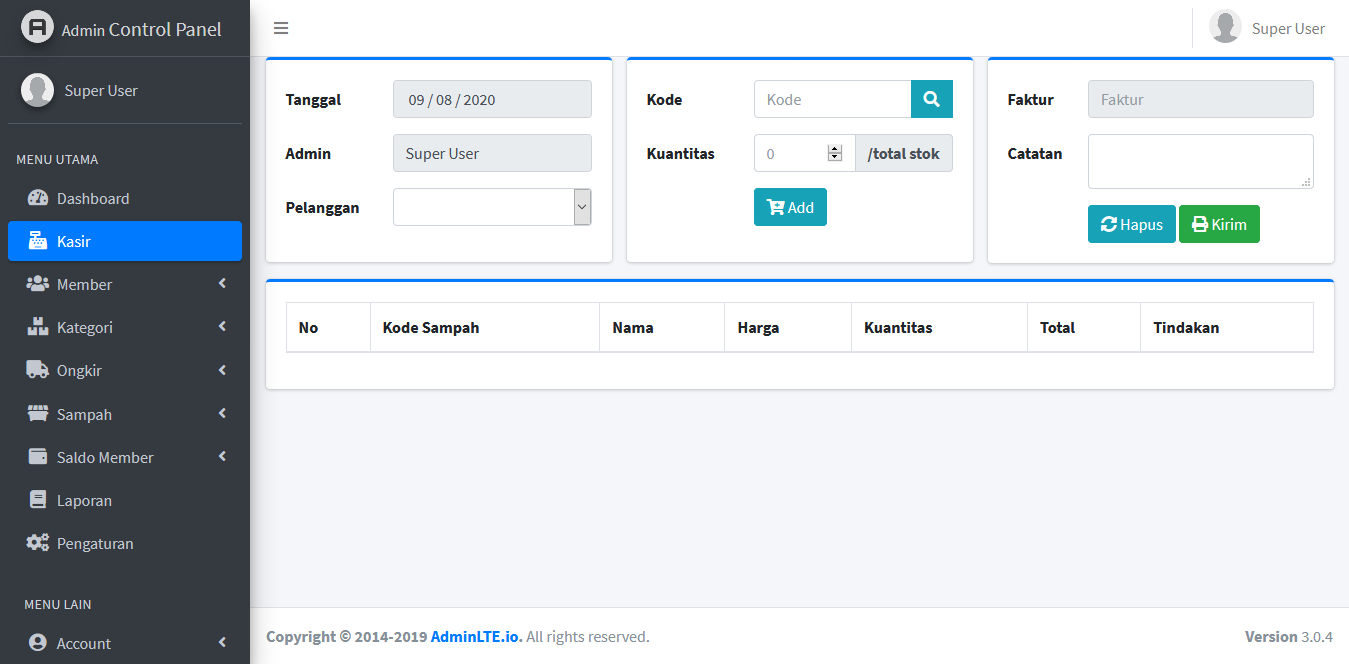 Admin Control Panel
Super User
Super User
MENU UTAMA
Dashboard
Kasir
Member
Kategori
Ongkir
Sampah
Saldo Member
Laporan
Pengaturan
MENU LAIN
Account
Tanggal
09 / 08 / 2020
Admin
Super User
Pelanggan
Kode
Kode
Kuantitas
0
/total stok
Add
Faktur
Faktur
Catatan
Hapus
Kirim
No Kode Sampah Nama Harga Kuantitas Total Tindakan
Copyright © 2014-2019 AdminLTE.io. All rights reserved.
Version 3.0.4